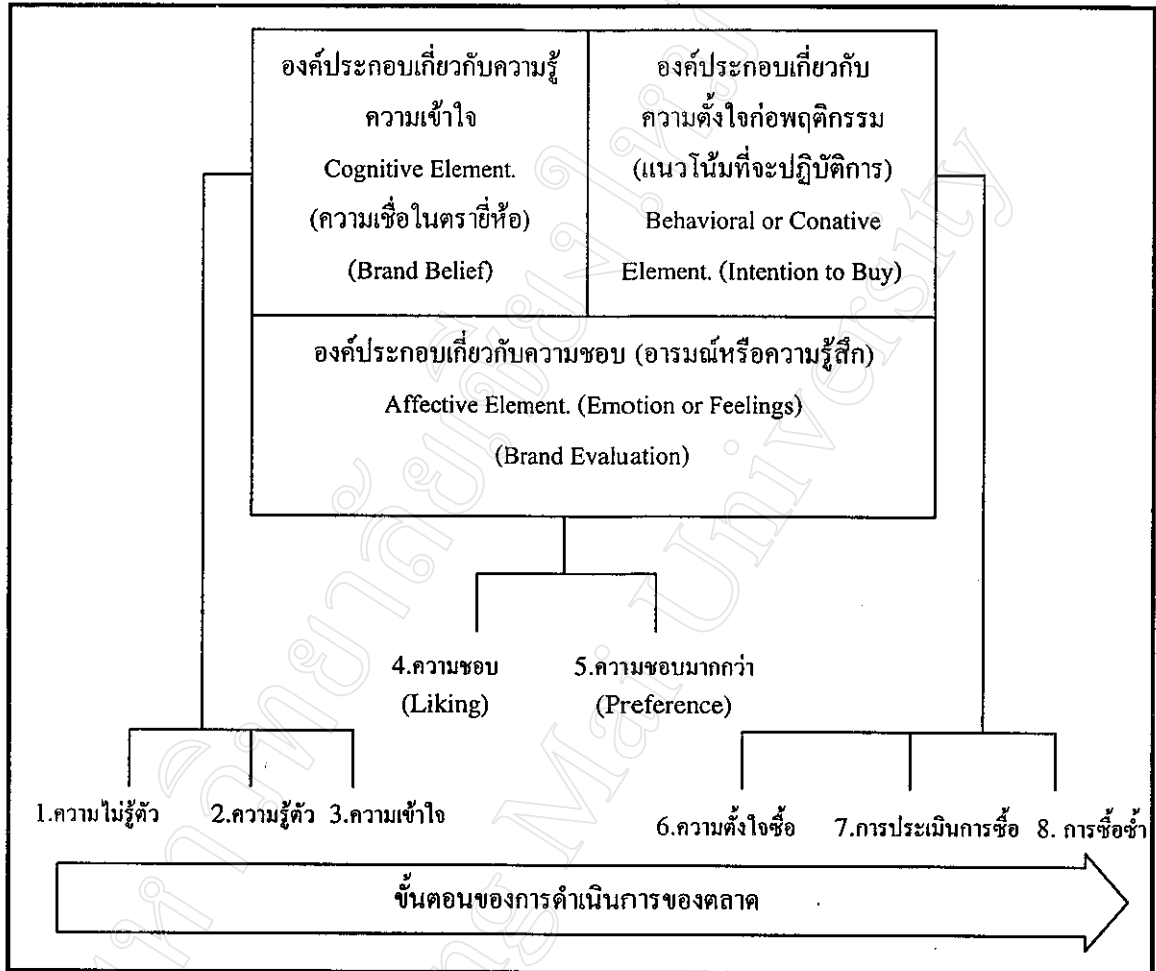 องค์ประกอบเกี่ยวกับความรู้
ความเข้าใจ
Cognitive Element.
(ความเชื่อในตรายี่ห้อ)
(Brand Belief)
องค์ประกอบเกี่ยวกับ
ความตั้งใจก่อพฤติกรรม
(แนวโน้มที่จะปฏิบัติการ)
Behavioral or Conative
Element. (Intention to Buy)
องค์ประกอบเกี่ยวกับความชอบ (อารมณ์หรือความรู้สึก)
Affective Element. (Emotion or Feelings)
(Brand Evaluation)
4.ความชอบ
(Liking)
5.ความชอบมากกว่า
(Preference)
1.ความไม่รู้ตัว
2.ความรู้ตัว
3.ความเข้าใจ
6.ความตั้งใจซื้อ
7.การประเมินการซื้อ
8. การซื้อซ้ำ
ขั้นตอนของการดำเนินการของตลาด